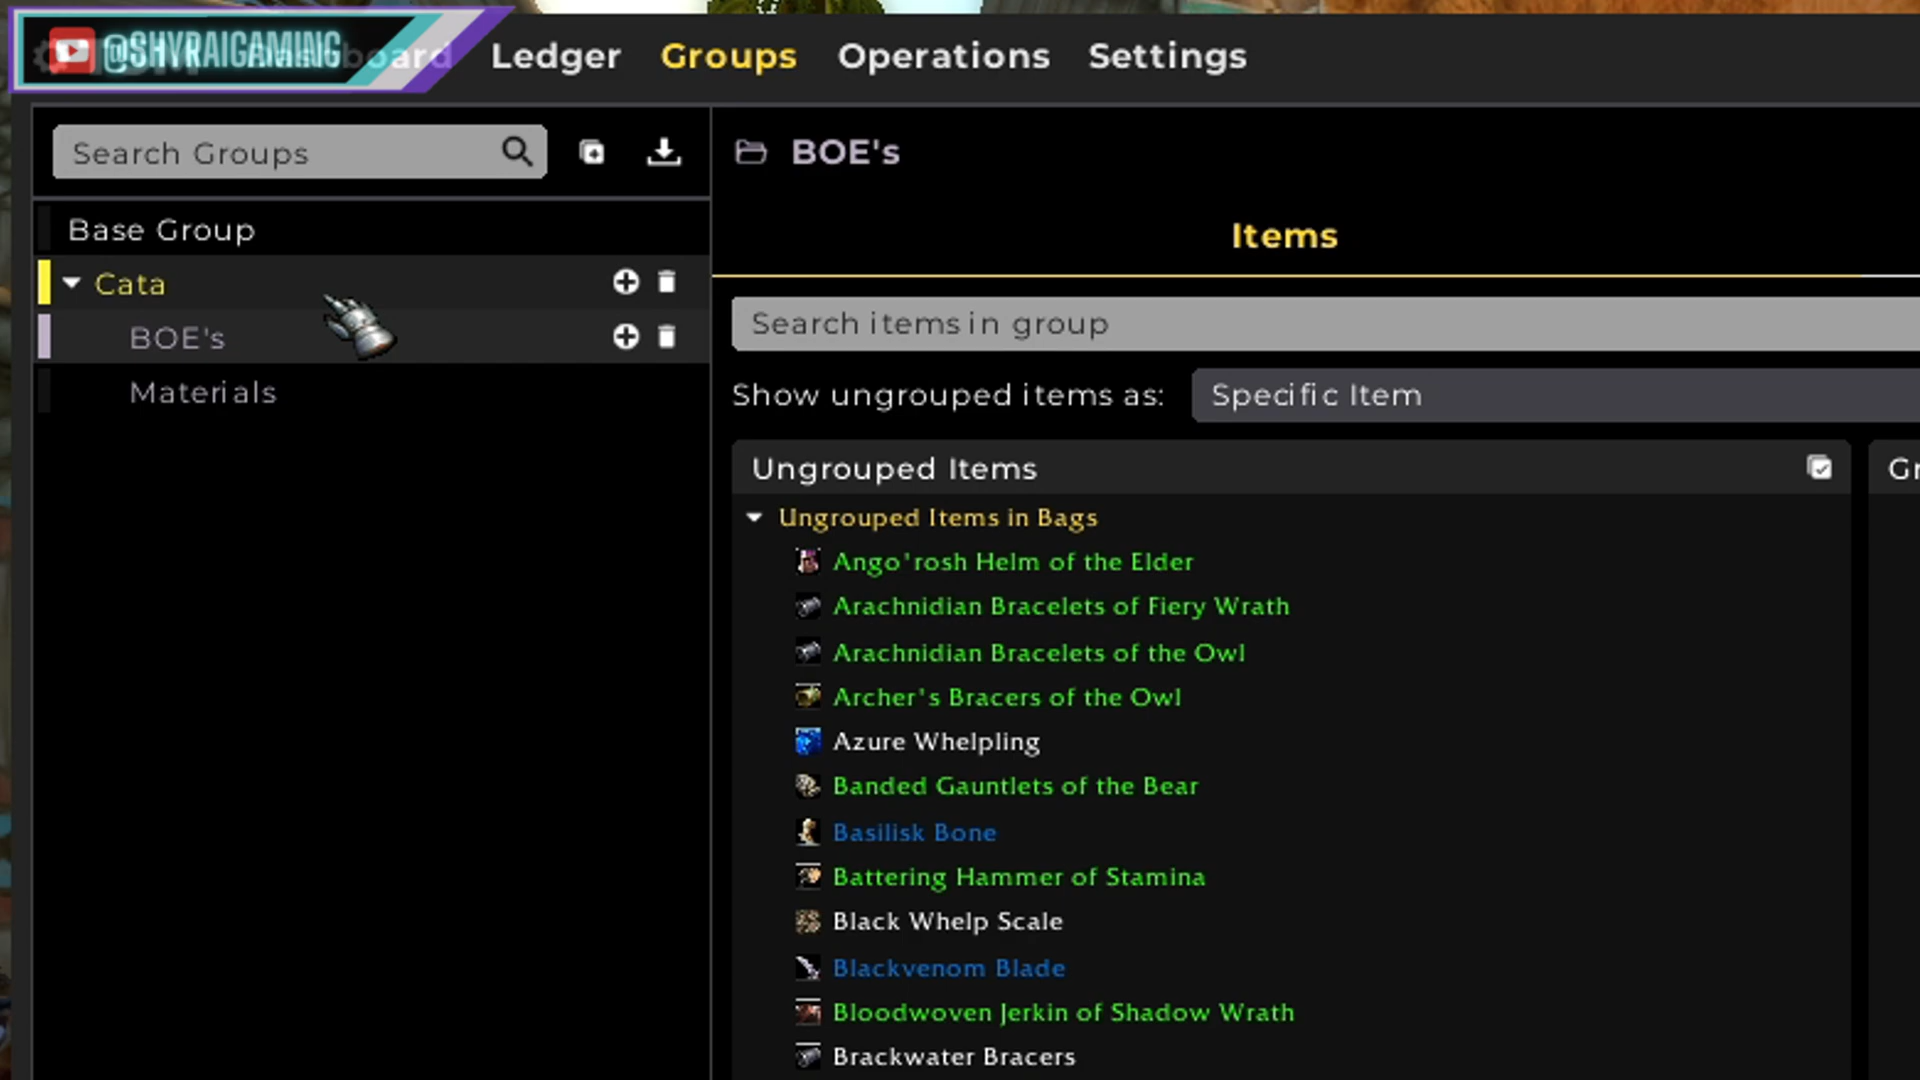 @SHYRAIGAMING
Dashboard Ledger Groups Operations Settings
Search Groups
Base Group
Cata
BOE's
Materials
BOE's
Items
Search items in group
Show ungrouped items as: Specific Item
Ungrouped Items
Ungrouped Items in Bags
Ango'rosh Helm of the Elder
Arachnidian Bracelets of Fiery Wrath
Arachnidian Bracelets of the Owl
Archer's Bracers of the Owl
Azure Whelpling
Banded Gauntlets of the Bear
Basilisk Bone
Battering Hammer of Stamina
Black Whelp Scale
Blackvenom Blade
Bloodwoven Jerkin of Shadow Wrath
Brackwater Bracers
Gr